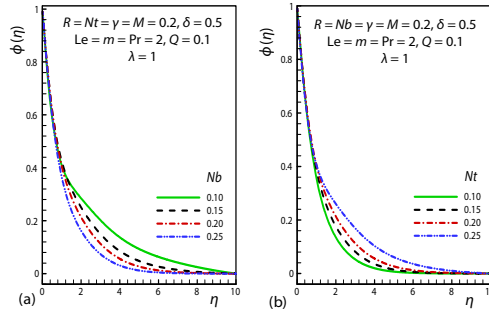 1
0.8
0.6
0.4
0.2
0
ϕ(η)
R = Nt = γ = M = 0.2, δ = 0.5
Le = m = Pr = 2, Q = 0.1
λ = 1
Nb
0.10
0.15
0.20
0.25
0 2 4 6 8 10
(a) η
1
0.8
0.6
0.4
0.2
0
ϕ(η)
R = Nb = γ = M = 0.2, δ = 0.5
Le = m = Pr = 2, Q = 0.1
λ = 1
Nt
0.10
0.15
0.20
0.25
0 2 4 6 8 10
(b) η